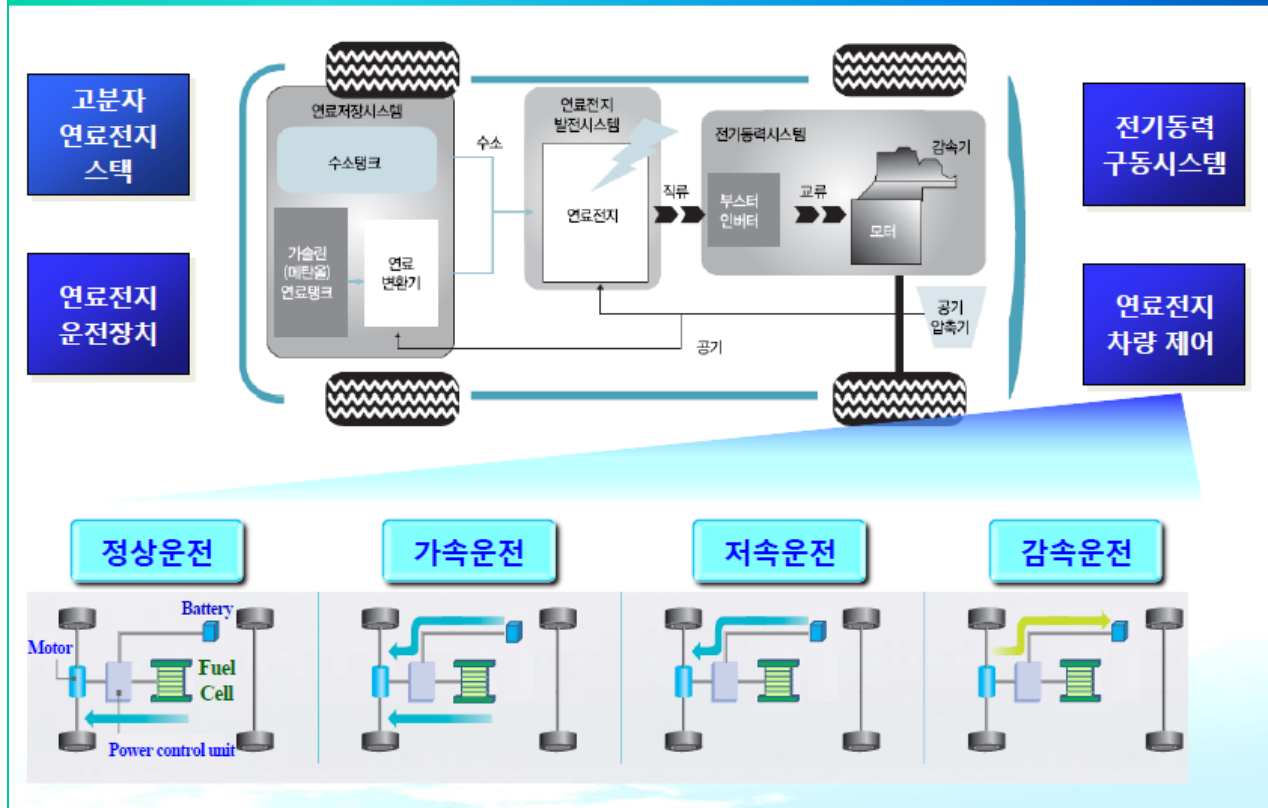 고분자
연료전지
스택
연료전지
운전장치
연료저장시스템
수소탱크
가솔린
(메탄올)
연료탱크
연료
변환기
수소
연료전지
발전시스템
연료전지
직류
전기동력시스템
부스터
인버터
교류
감속기
모터
공기
압축기
공기
전기동력
구동시스템
연료전지
차량 제어
정상운전
가속운전
저속운전
감속운전
Battery
Motor
Fuel
Cell
Power control unit